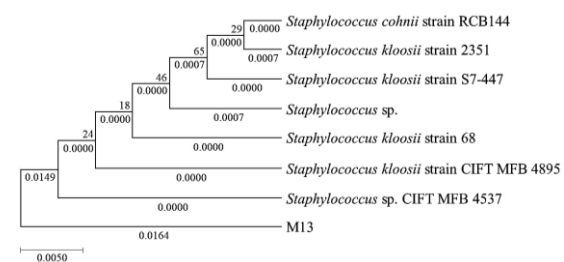 29 0.0000 Staphylococcus cohnii strain RCB144
65 0.0000 0.0007 Staphylococcus kloosii strain 2351
46 0.0007 0.0000 Staphylococcus kloosii strain S7-447
18 0.0000 0.0007 Staphylococcus sp.
24 0.0000 0.0000 Staphylococcus kloosii strain 68
0.0149 0.0000 0.0000 Staphylococcus kloosii strain CIFT MFB 4895
0.0000 Staphylococcus sp. CIFT MFB 4537
0.0164 M13
0.0050